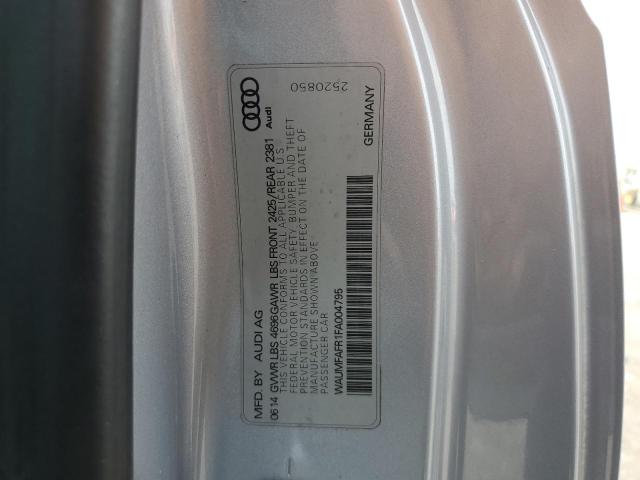 MFD. BY AUDI AG
06 14 GVWR LBS 4696 GAWR LBS FRONT 2425/REAR 2381
THIS VEHICLE CONFORMS TO ALL APPLICABLE U.S.
FEDERAL MOTOR VEHICLE SAFETY, BUMPER AND THEFT
PREVENTION STANDARDS IN EFFECT ON THE DATE OF
MANUFACTURE SHOWN ABOVE.
PASSENGER CAR
WAUMFAFR1FA004795
Audi
2520850
GERMANY